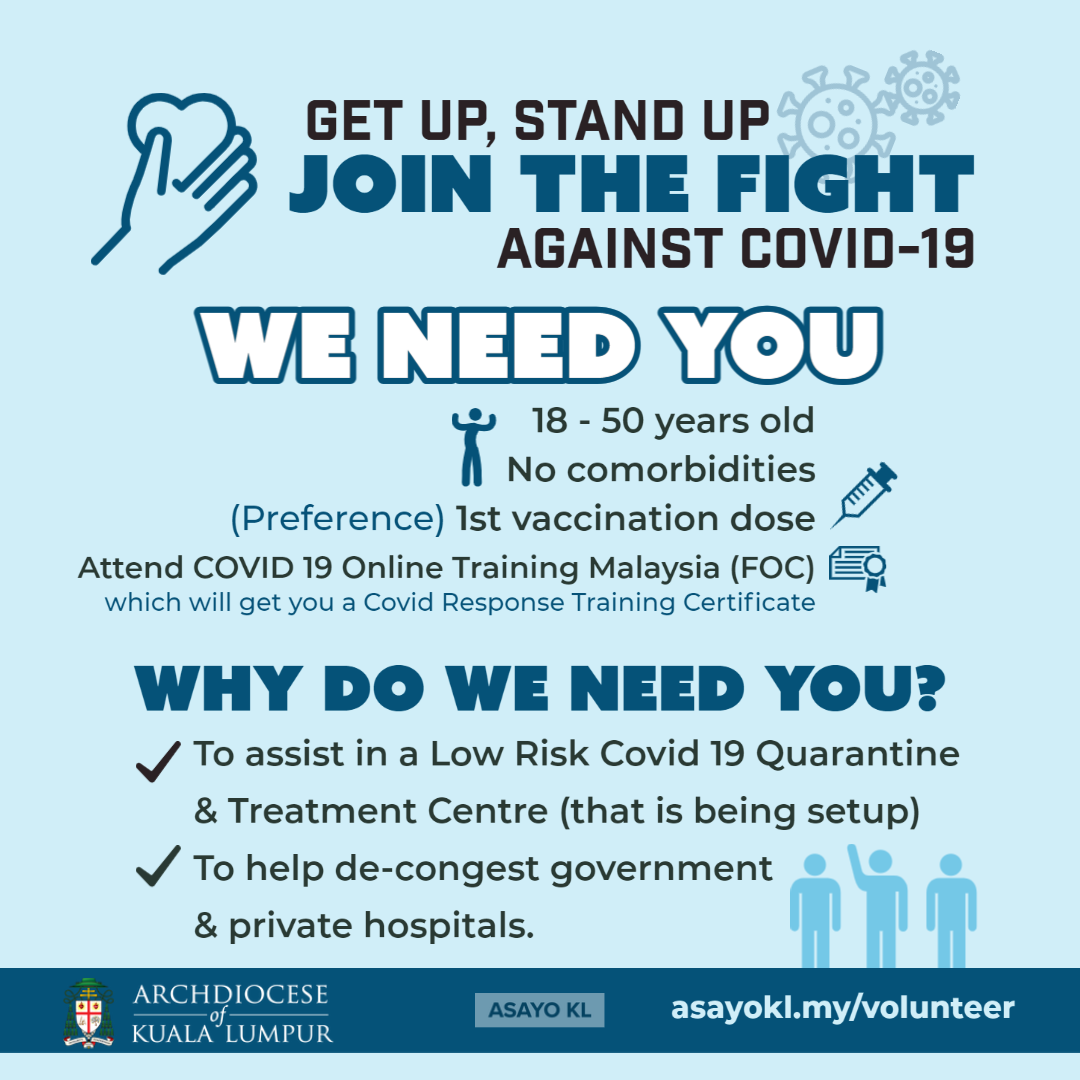 GET UP, STAND UP
JOIN THE FIGHT
AGAINST COVID-19
WE NEED YOU
18 - 50 years old
No comorbidities
(Preference) 1st vaccination dose
Attend COVID 19 Online Training Malaysia (FOC)
which will get you a Covid Response Training Certificate
WHY DO WE NEED YOU?
To assist in a Low Risk Covid 19 Quarantine
& Treatment Centre (that is being setup)
To help de-congest government
& private hospitals.
ARCHDIOCESE
of
KUALA LUMPUR
ASAYO KL
asayokl.my/volunteer